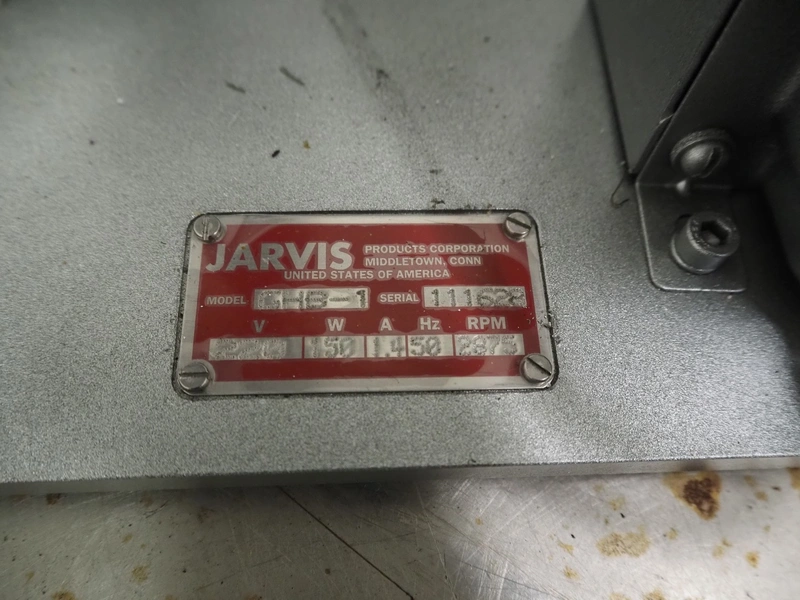 JARVIS PRODUCTS CORPORATION
MIDDLETOWN, CONN
UNITED STATES OF AMERICA
MODEL SERIAL
V W A Hz RPM
150 1.4 50 2875